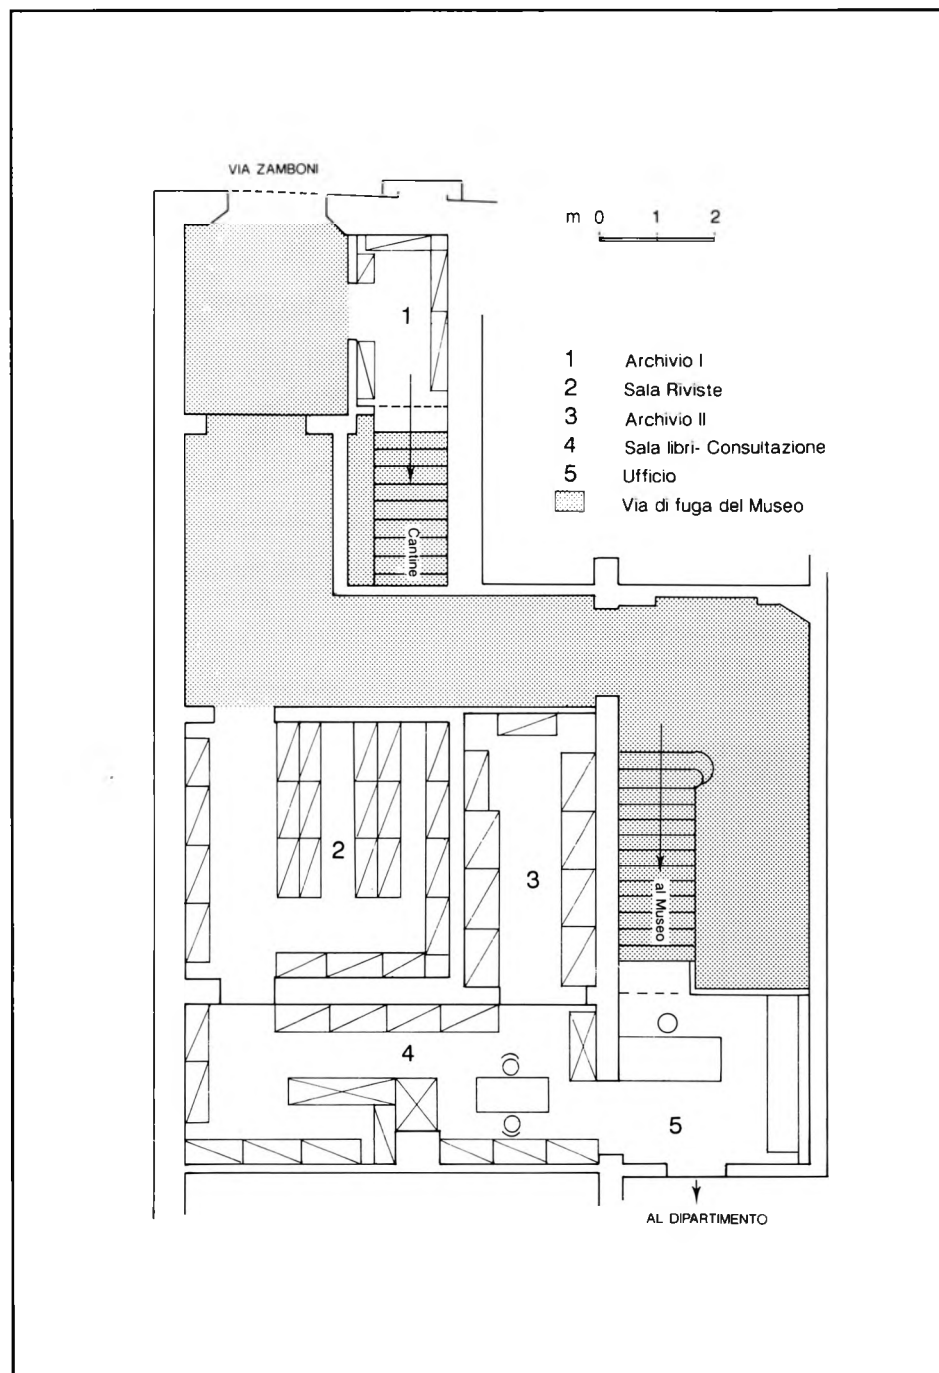 VIA ZAMBONI
m 0 1 2
1
1 Archivio I
2 Sala Riviste
3 Archivio II
4 Sala libri- Consultazione
5 Ufficio
Via di fuga del Museo
Cantine
2
3
al Museo
4
5
AL DIPARTIMENTO